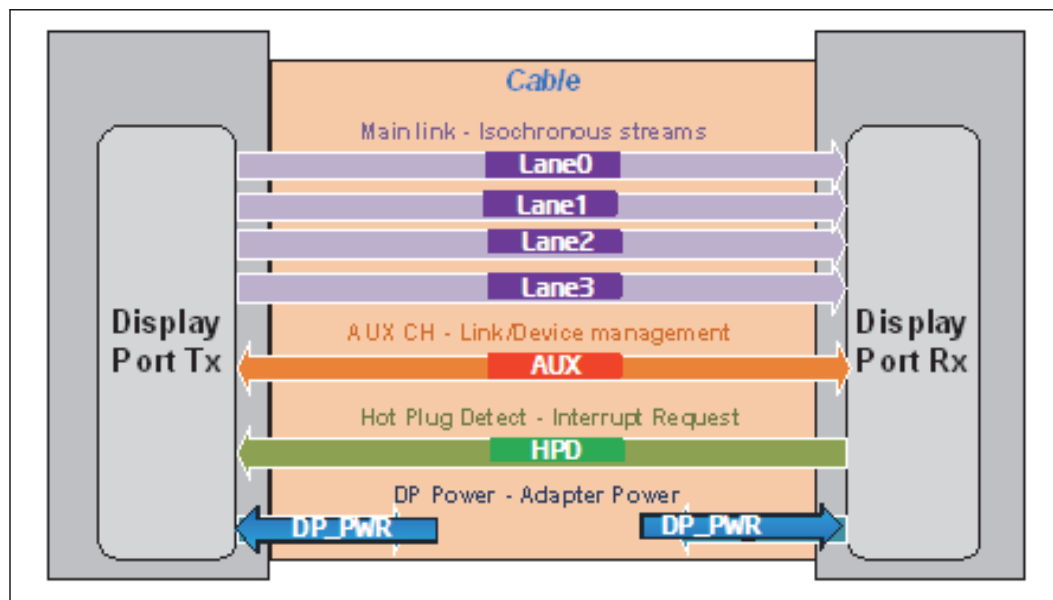 Cable
Main link - Isochronous streams
Lane0
Lane1
Lane2
Lane3
Display
Port Tx
Display
Port Rx
AUX CH - Link/Device management
AUX
Hot Plug Detect - Interrupt Request
HPD
DP Power - Adapter Power
DP_PWR
DP_PWR